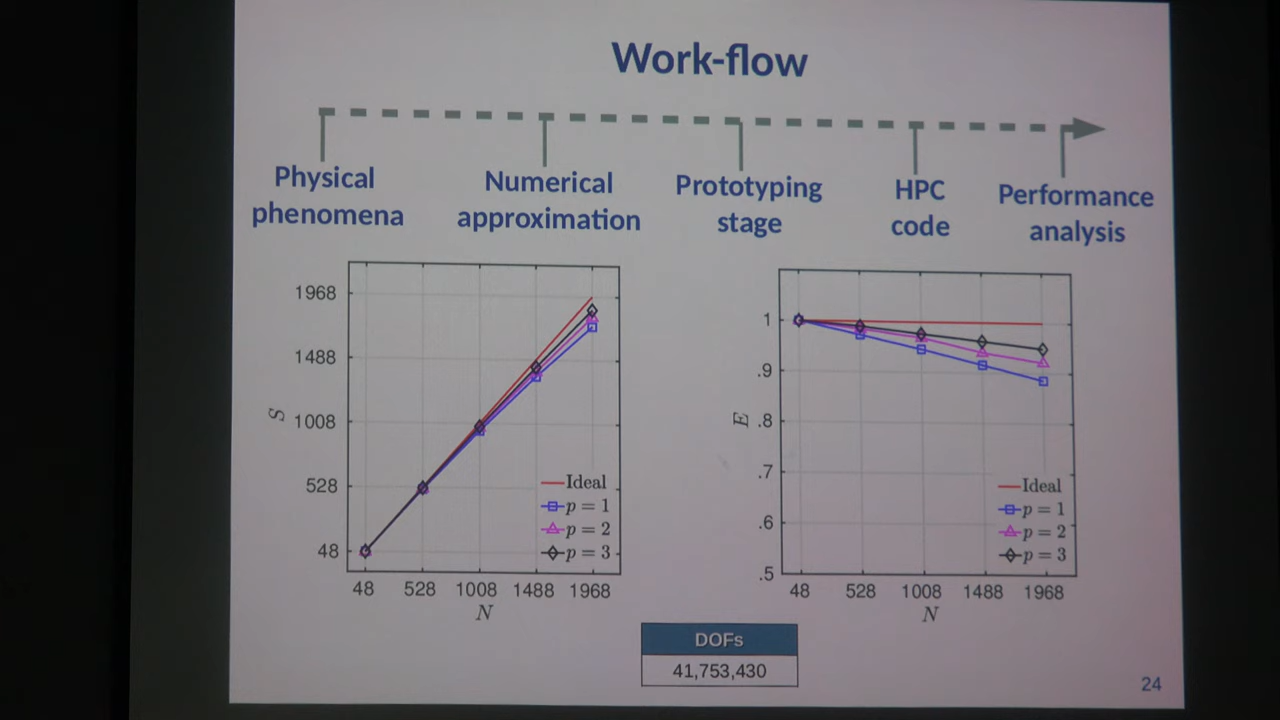 Work-flow
Physical
phenomena
Numerical
approximation
Prototyping
stage
HPC
code
Performance
analysis
1968
1488
1008
528
48
S
48 528 1008 1488 1968
N
Ideal
p = 1
p = 2
p = 3
1
.9
.8
.7
.6
.5
E
48 528 1008 1488 1968
N
Ideal
p = 1
p = 2
p = 3
DOFs
41,753,430
24